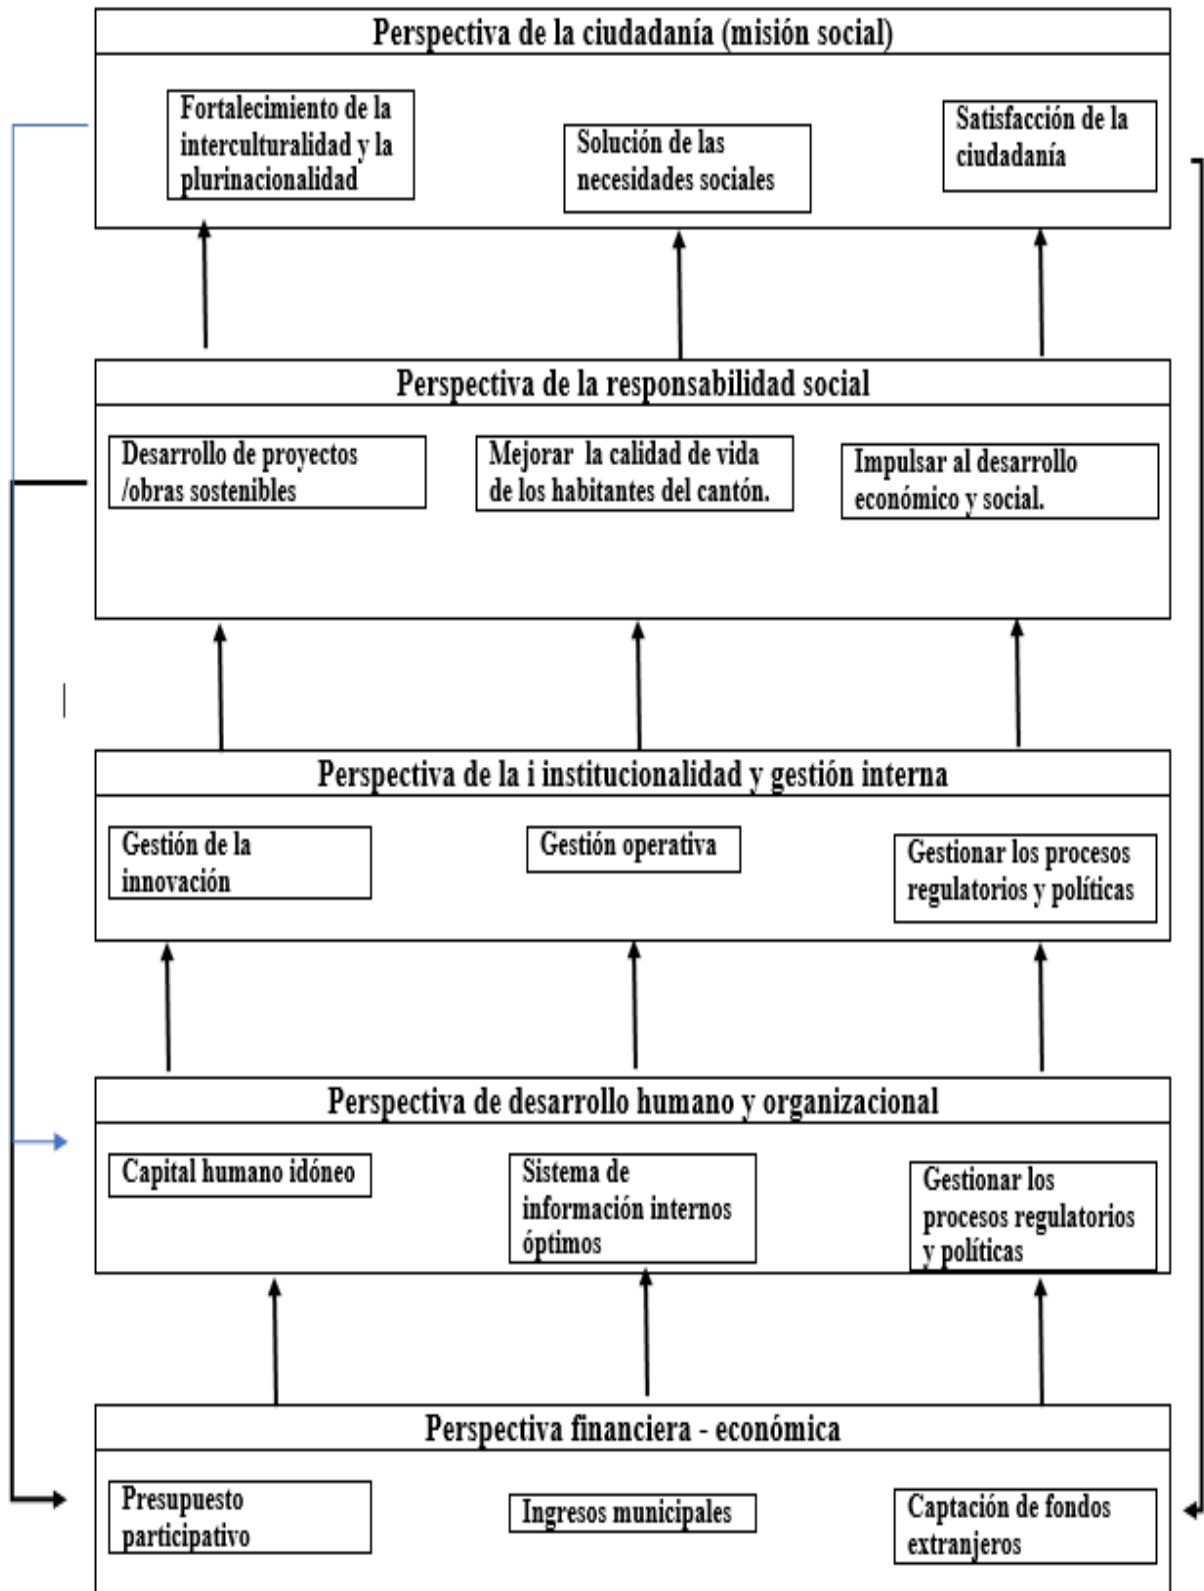 Perspectiva de la ciudadanía (misión social)
Fortalecimiento de la
interculturalidad y la
plurinacionalidad
Solución de las
necesidades sociales
Satisfacción de la
ciudadanía
Perspectiva de la responsabilidad social
Desarrollo de proyectos
/obras sostenibles
Mejorar la calidad de vida
de los habitantes del cantón.
Impulsar al desarrollo
económico y social.
Perspectiva de la i institucionalidad y gestión interna
Gestión de la
innovación
Gestión operativa
Gestionar los procesos
regulatorios y políticas
Perspectiva de desarrollo humano y organizacional
Capital humano idóneo
Sistema de
información internos
óptimos
Gestionar los
procesos regulatorios
y políticas
Perspectiva financiera - económica
Presupuesto
participativo
Ingresos municipales
Captación de fondos
extranjeros